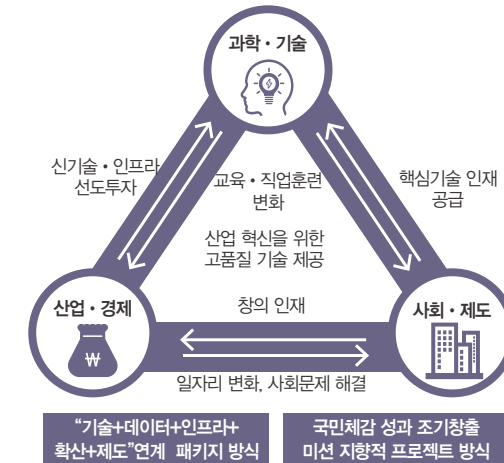 과학・기술
신기술・인프라
선도투자
교육・직업훈련
변화
핵심기술 인재
공급
산업 혁신을 위한
고품질 기술 제공
산업・경제
₩
창의 인재
사회・제도
일자리 변화, 사회문제 해결
“기술+데이터+인프라+
확산+제도”연계 패키지 방식
국민체감 성과 조기창출
미션 지향적 프로젝트 방식